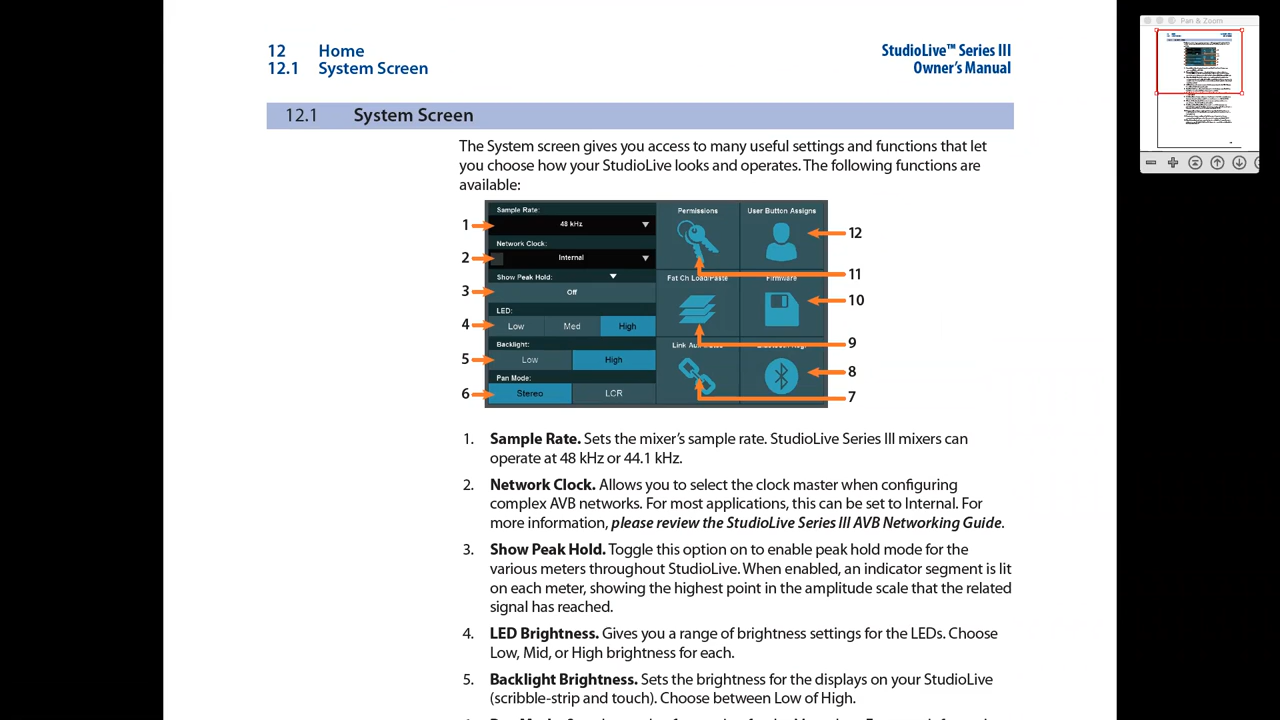 12 Home
12.1 System Screen
StudioLive™ Series III
Owner's Manual
Pan & Zoom
12.1 System Screen
The System screen gives you access to many useful settings and functions that let
you choose how your StudioLive looks and operates. The following functions are
available:
Sample Rate:
48 kHz
Network Clock:
Internal
Show Peak Hold:
Off
LED:
Low Med High
Backlight:
Low High
Pan Mode:
Stereo LCR
Permissions
User Button Assigns
Fat Ch Load/Paste
Firmware
Link
1
2
3
4
5
6
12
11
10
9
8
7
1. Sample Rate. Sets the mixer's sample rate. StudioLive Series III mixers can
operate at 48 kHz or 44.1 kHz.
2. Network Clock. Allows you to select the clock master when configuring
complex AVB networks. For most applications, this can be set to Internal. For
more information, please review the StudioLive Series III AVB Networking Guide.
3. Show Peak Hold. Toggle this option on to enable peak hold mode for the
various meters throughout StudioLive. When enabled, an indicator segment is lit
on each meter, showing the highest point in the amplitude scale that the related
signal has reached.
4. LED Brightness. Gives you a range of brightness settings for the LEDs. Choose
Low, Mid, or High brightness for each.
5. Backlight Brightness. Sets the brightness for the displays on your StudioLive
(scribble-strip and touch). Choose between Low of High.